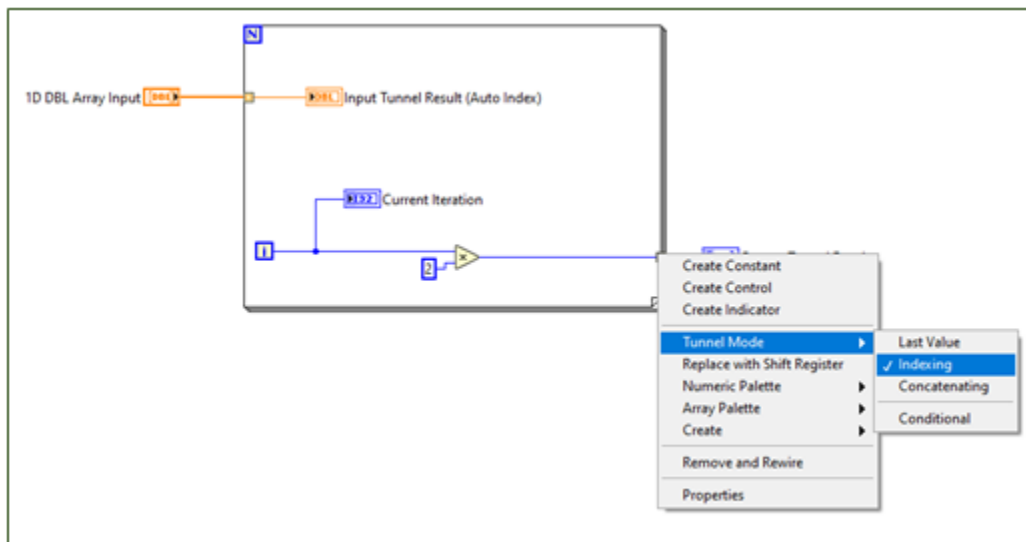 N
1D DBL Array Input DBL
DBL Input Tunnel Result (Auto Index)
I32 Current Iteration
i
2 x
Create Constant
Create Control
Create Indicator
Tunnel Mode
Replace with Shift Register
Numeric Palette
Array Palette
Create
Remove and Rewire
Properties
Last Value
✓ Indexing
Concatenating
Conditional